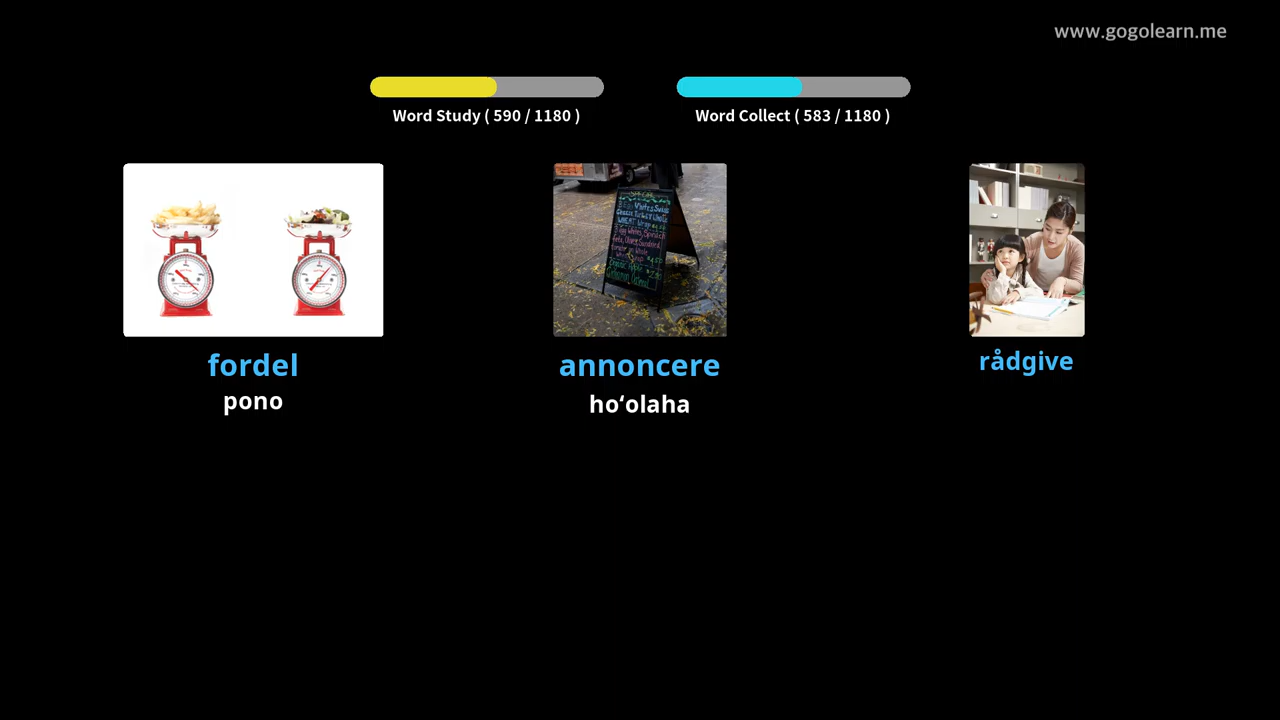 www.gogolearn.me
Word Study ( 590 / 1180 )
Word Collect ( 583 / 1180 )
fordel
pono
annoncere
hoʻolaha
rådgive